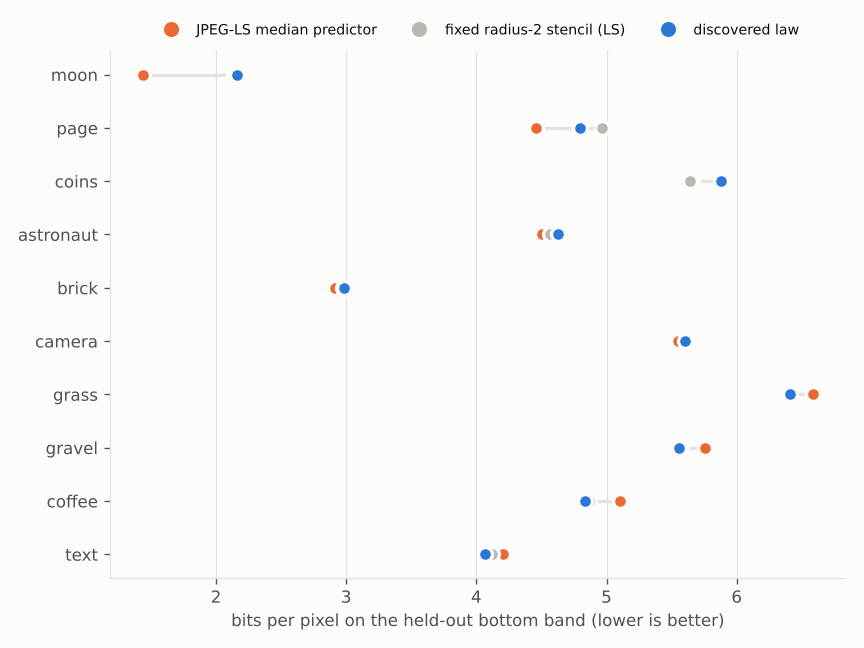 JPEG-LS median predictor fixed radius-2 stencil (LS) discovered law
moon
page
coins
astronaut
brick
camera
grass
gravel
coffee
text
2 3 4 5 6
bits per pixel on the held-out bottom band (lower is better)